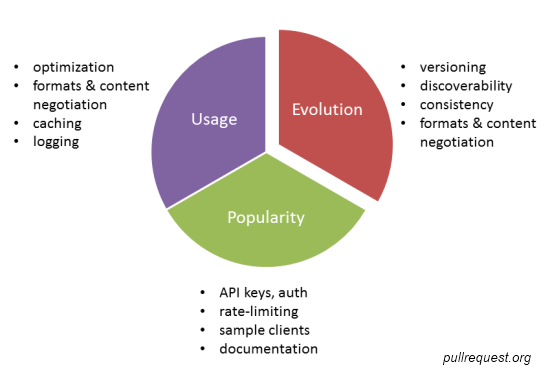 Usage
• optimization
• formats & content
negotiation
• caching
• logging
Evolution
• versioning
• discoverability
• consistency
• formats & content
negotiation
Popularity
• API keys, auth
• rate-limiting
• sample clients
• documentation
pullrequest.org